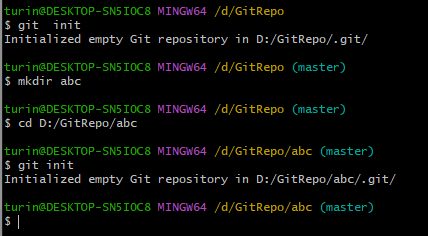 turin@DESKTOP-SN5IOC8 MINGW64 /d/GitRepo
$ git  init
Initialized empty Git repository in D:/GitRepo/.git/
turin@DESKTOP-SN5IOC8 MINGW64 /d/GitRepo (master)
$ mkdir abc
turin@DESKTOP-SN5IOC8 MINGW64 /d/GitRepo (master)
$ cd D:/GitRepo/abc
turin@DESKTOP-SN5IOC8 MINGW64 /d/GitRepo/abc (master)
$ git init
Initialized empty Git repository in D:/GitRepo/abc/.git/
turin@DESKTOP-SN5IOC8 MINGW64 /d/GitRepo/abc (master)
$